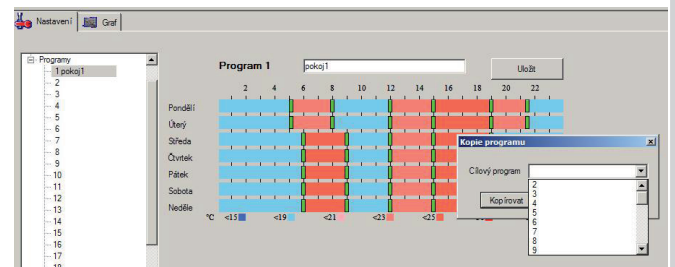 Nastavení Graf
Programy
1 pokoj1
2
3
4
5
6
7
8
9
10
11
12
13
14
15
16
17
18
Program 1 pokoj1 Uložit
2 4 6 8 10 12 14 16 18 20 22
Pondělí
Úterý
Středa
Čtvrtek
Pátek
Sobota
Neděle
°C <15 <19 <21 <23 <25
Kopie programu
Cílový program
Kopírovat
2
3
4
5
6
7
8
9